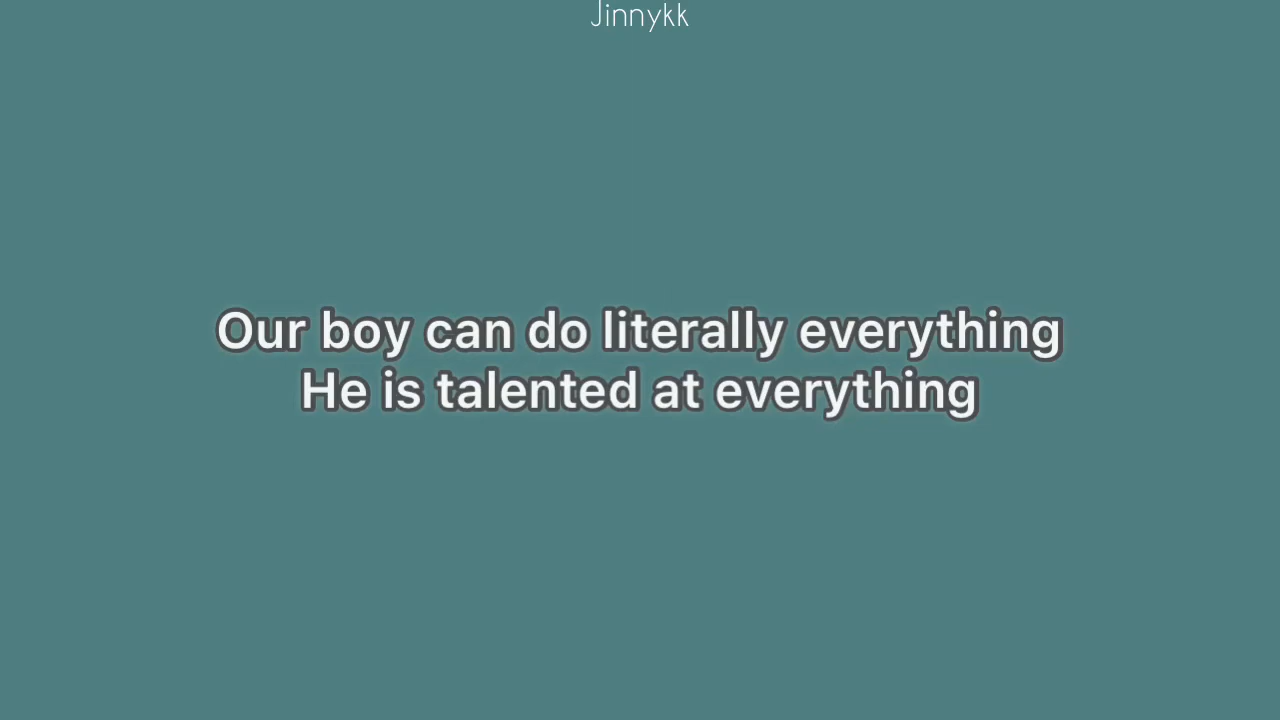 Jinnykk
Our boy can do literally everything
He is talented at everything